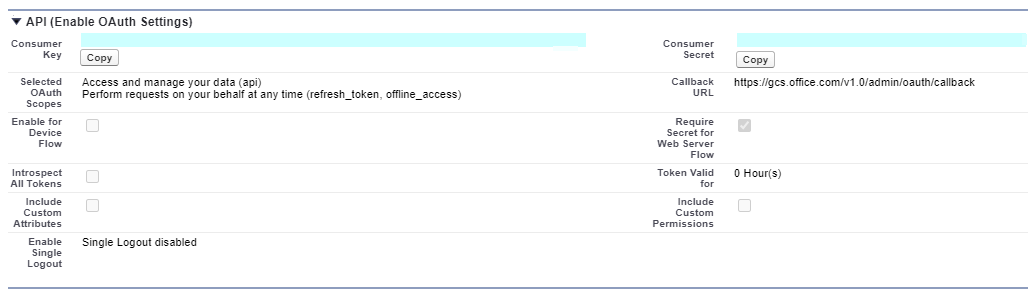 API (Enable OAuth Settings)
Consumer Key
Copy
Consumer Secret
Copy
Selected OAuth Scopes
Access and manage your data (api)
Perform requests on your behalf at any time (refresh_token, offline_access)
Callback URL
https://gcs.office.com/v1.0/admin/oauth/callback
Enable for Device Flow
Require Secret for Web Server Flow
Introspect All Tokens
Token Valid for
0 Hour(s)
Include Custom Attributes
Include Custom Permissions
Enable Single Logout
Single Logout disabled